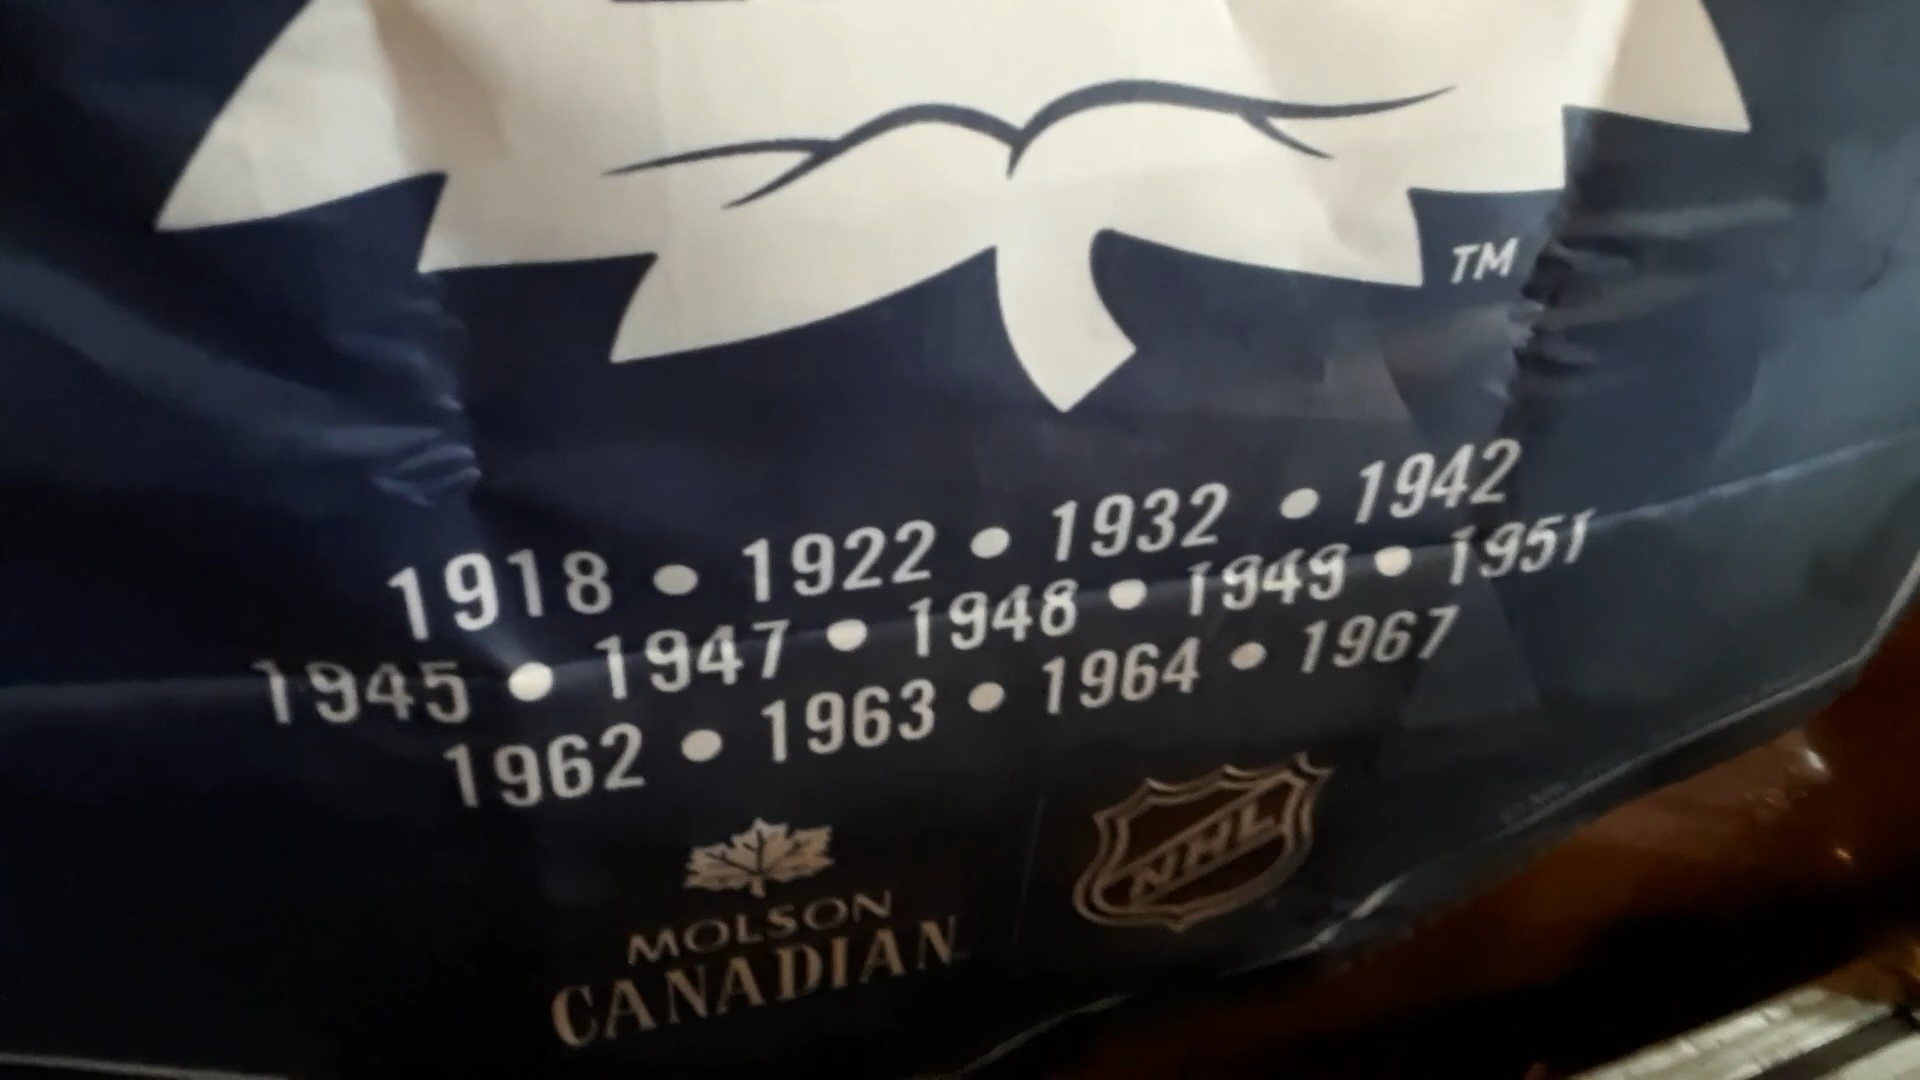 TM
1918 • 1922 • 1932 • 1942
1945 • 1947 • 1948 • 1949 • 1951
1962 • 1963 • 1964 • 1967
MOLSON
CANADIAN
NHL